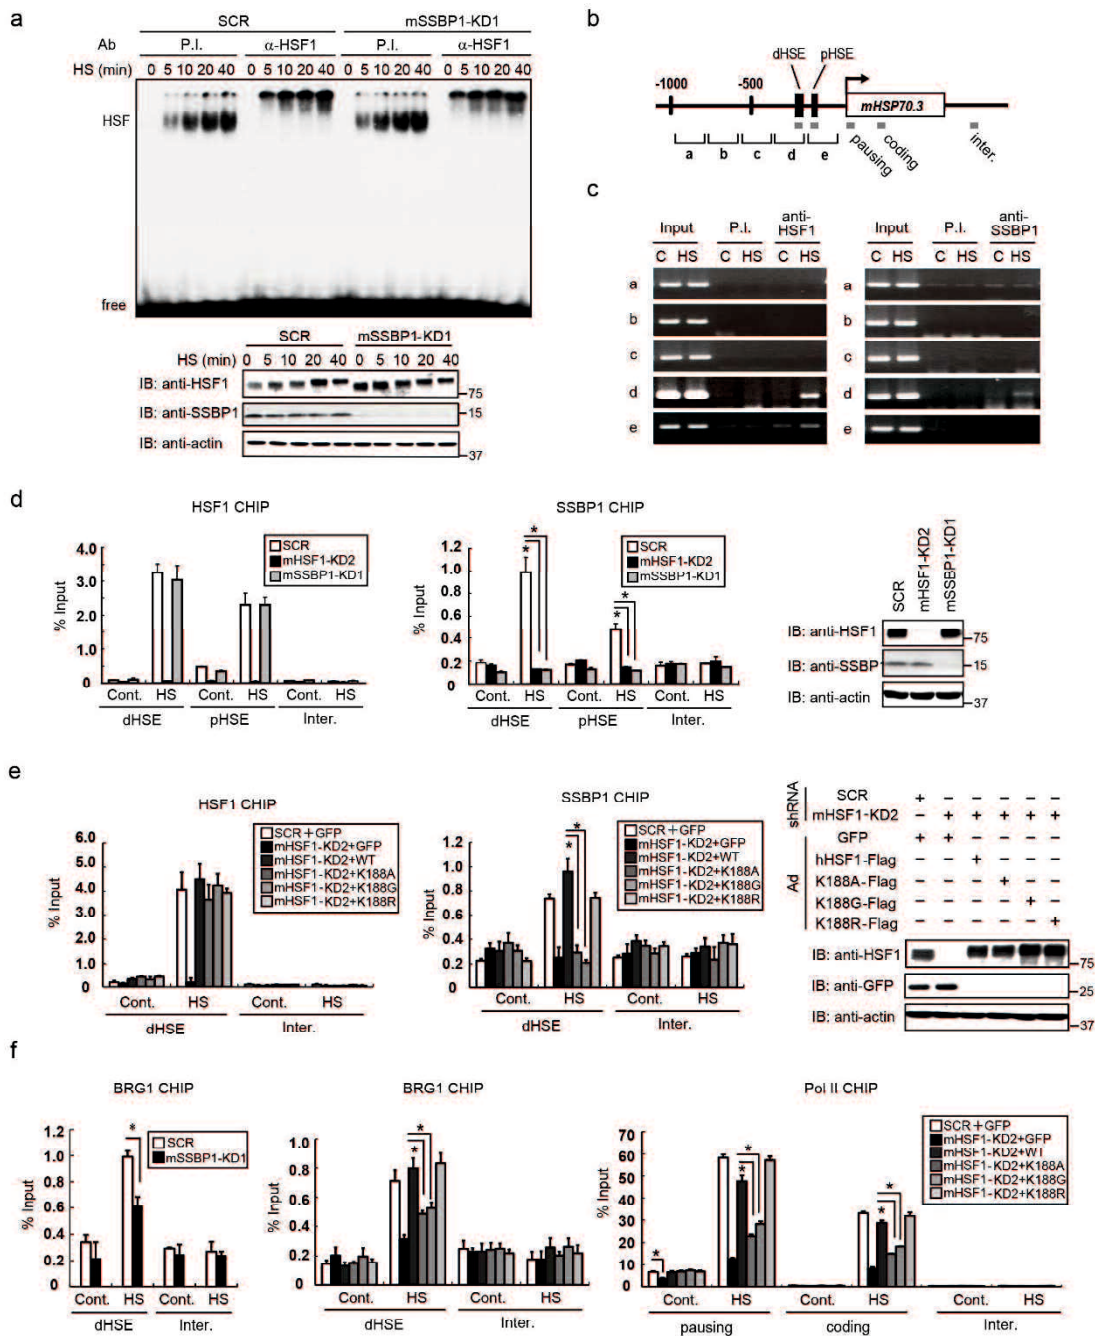 a
SCR
mSSBP1-KD1
Ab
P.I.
α-HSF1
P.I.
α-HSF1
HS (min) 0 5 10 20 40 0 5 10 20 40 0 5 10 20 40 0 5 10 20 40
HSF
free
SCR
mSSBP1-KD1
HS (min) 0 5 10 20 40 0 5 10 20 40
IB: anti-HSF1
75
IB: anti-SSBP1
15
IB: anti-actin
37
b
dHSE
pHSE
-1000
-500
mHSP70.3
a b c d e
pausing
coding
inter.
c
Input P.I. anti-HSF1
C HS C HS C HS
a
b
c
d
e
Input P.I. anti-SSBP1
C HS C HS C HS
a
b
c
d
e
d
HSF1 CHIP
% Input
4.0
3.0
2.0
1.0
0
SCR
mHSF1-KD2
mSSBP1-KD1
Cont. HS Cont. HS Cont. HS
dHSE pHSE Inter.
SSBP1 CHIP
% Input
1.2
1.0
0.8
0.6
0.4
0.2
0
* * * *
SCR
mHSF1-KD2
mSSBP1-KD1
Cont. HS Cont. HS Cont. HS
dHSE pHSE Inter.
SCR
mHSF1-KD2
mSSBP1-KD1
IB: anti-HSF1
75
IB: anti-SSBP
15
IB: anti-actin
37
e
HSF1 CHIP
% Input
6.0
5.0
4.0
3.0
2.0
1.0
0
SCR+GFP
mHSF1-KD2+GFP
mHSF1-KD2+WT
mHSF1-KD2+K188A
mHSF1-KD2+K188G
mHSF1-KD2+K188R
Cont. HS Cont. HS
dHSE Inter.
SSBP1 CHIP
% Input
1.2
1.0
0.8
0.6
0.4
0.2
0
* *
SCR+GFP
mHSF1-KD2+GFP
mHSF1-KD2+WT
mHSF1-KD2+K188A
mHSF1-KD2+K188G
mHSF1-KD2+K188R
Cont. HS Cont. HS
dHSE Inter.
shRNA
SCR + − − − − −
mHSF1-KD2 − + + + + +
Ad
GFP + + − − − −
hHSF1-Flag − − + − − −
K188A-Flag − − − + − −
K188G-Flag − − − − + −
K188R-Flag − − − − − +
IB: anti-HSF1
75
IB: anti-GFP
25
IB: anti-actin
37
f
BRG1 CHIP
% Input
1.2
1.0
0.8
0.6
0.4
0.2
0
*
SCR
mSSBP1-KD1
Cont. HS Cont. HS
dHSE Inter.
BRG1 CHIP
% Input
1.0
0.8
0.6
0.4
0.2
0
* *
Cont. HS Cont. HS
dHSE Inter.
Pol II CHIP
% Input
70
60
50
40
30
20
10
0
* * * * *
SCR+GFP
mHSF1-KD2+GFP
mHSF1-KD2+WT
mHSF1-KD2+K188A
mHSF1-KD2+K188G
mHSF1-KD2+K188R
Cont. HS Cont. HS Cont. HS
pausing coding Inter.